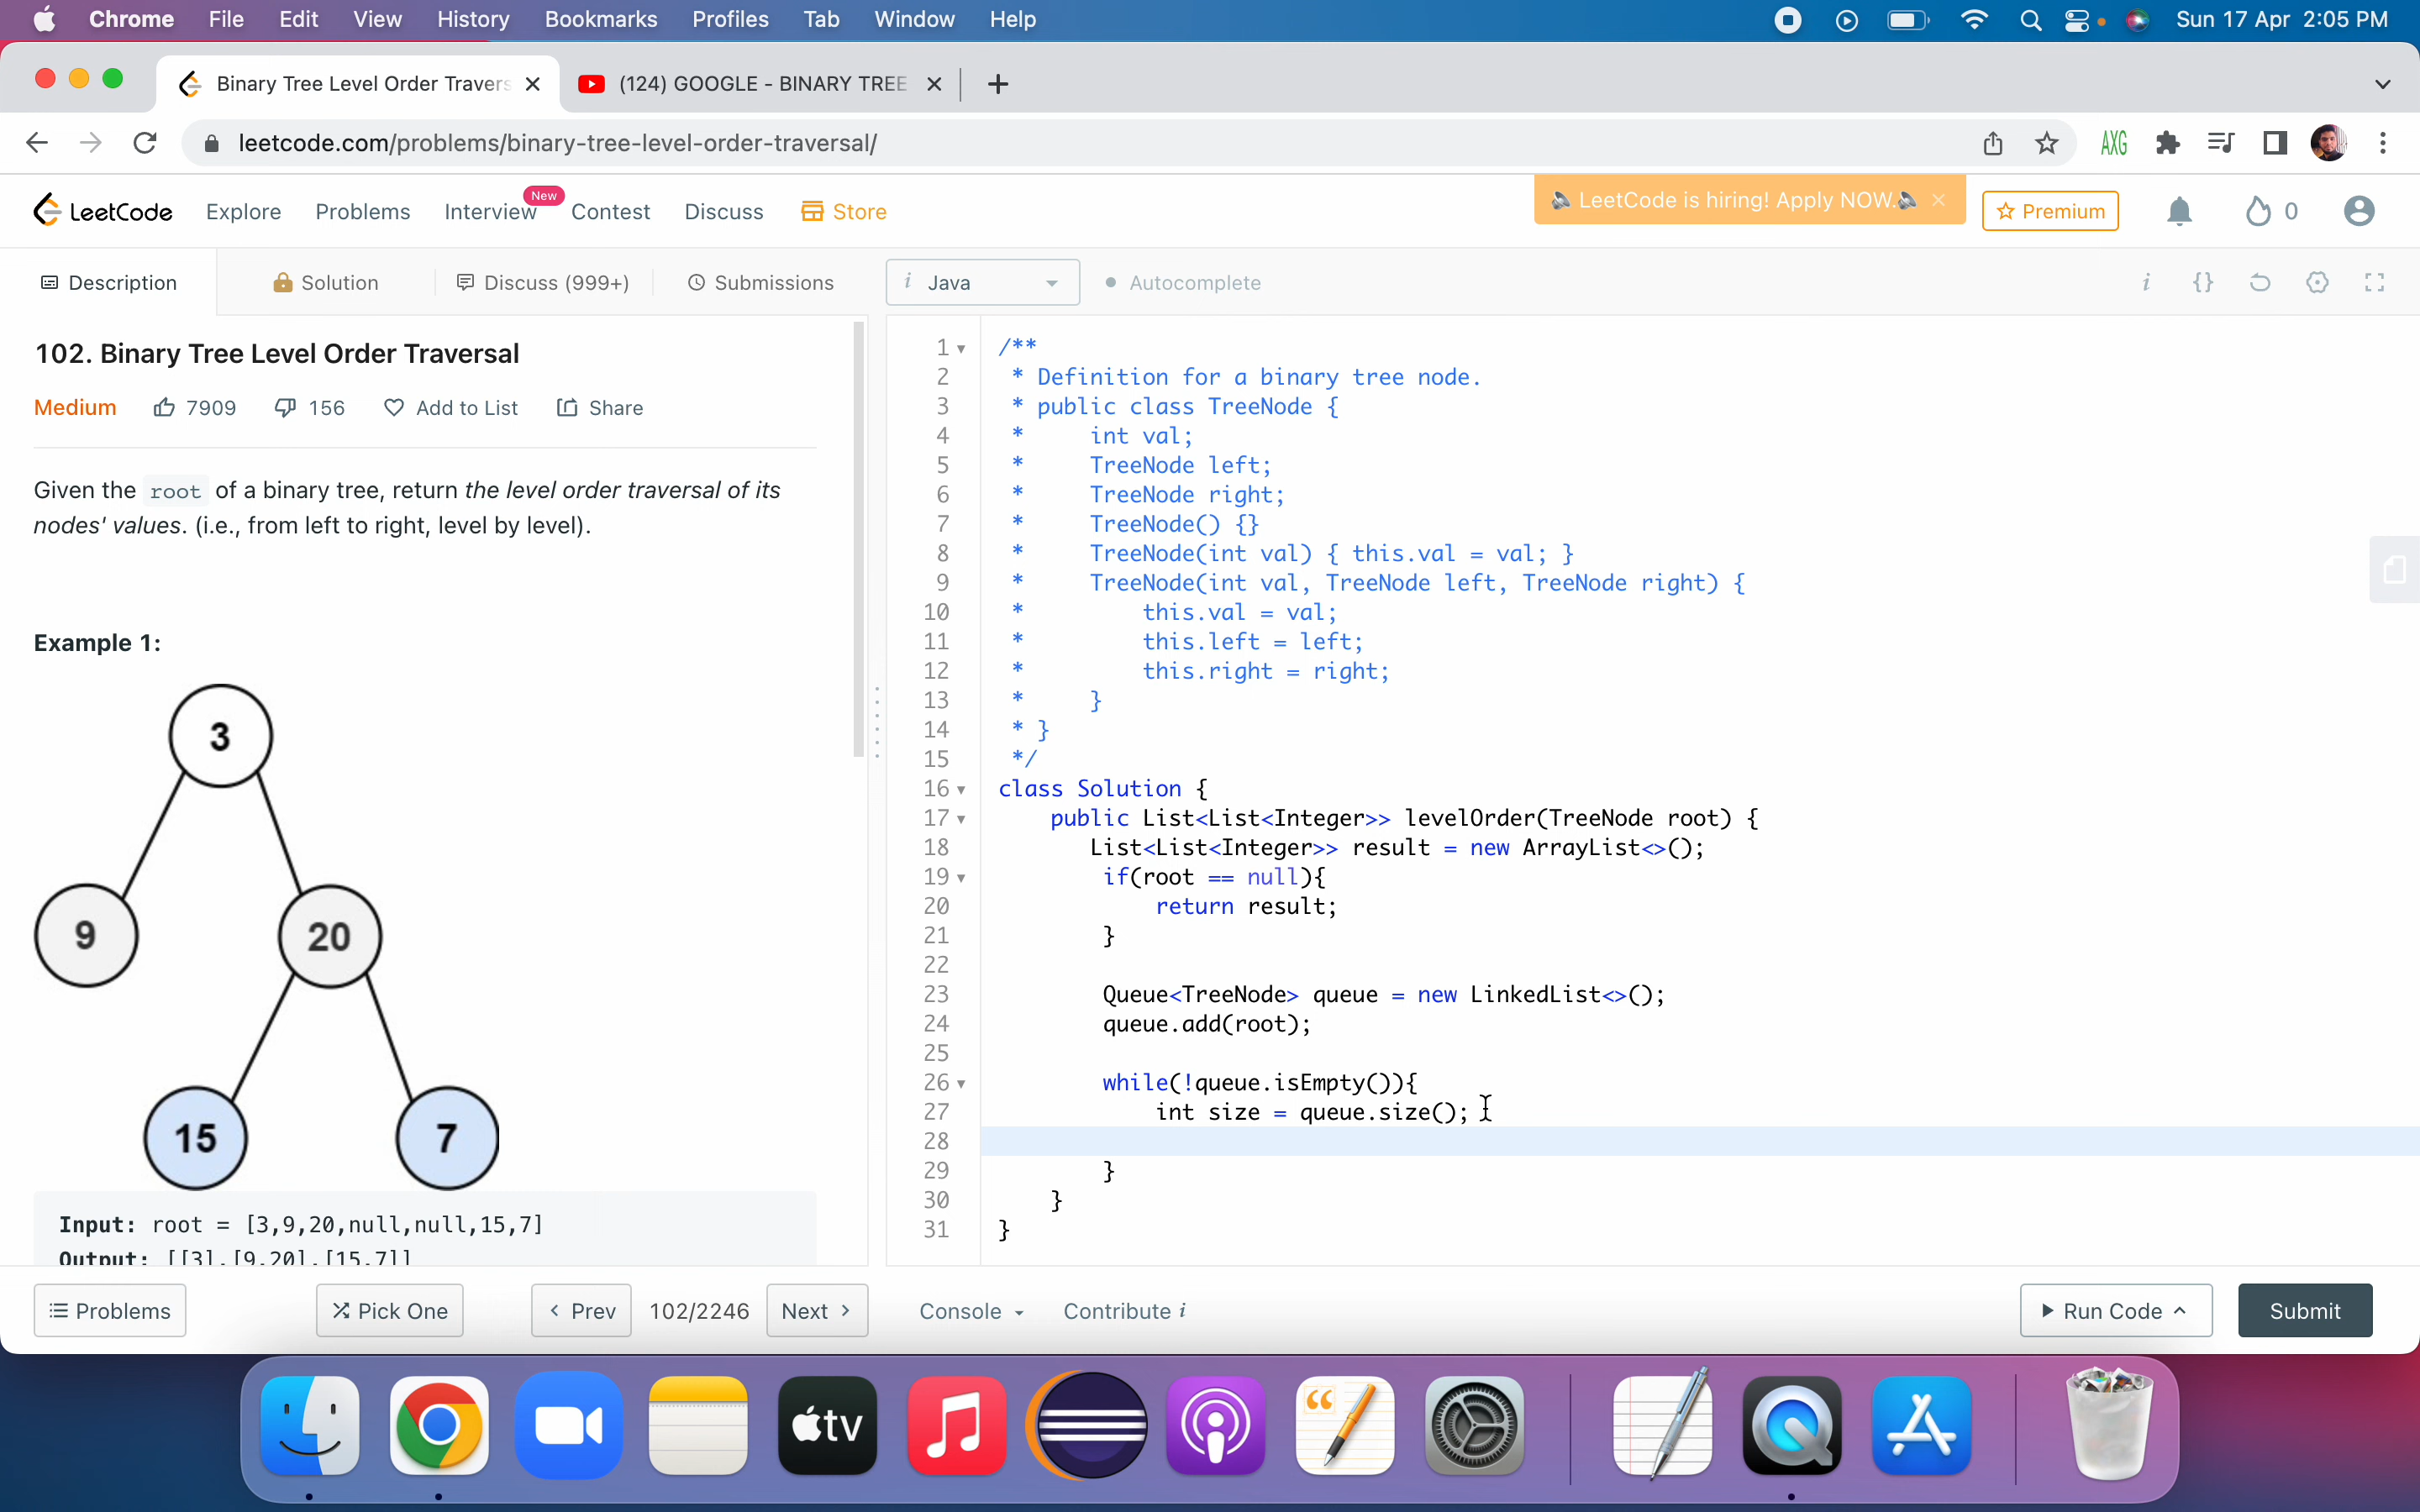 Chrome File Edit View History Bookmarks Profiles Tab Window Help Sun 17 Apr 2:05 PM
Binary Tree Level Order Travers (124) GOOGLE - BINARY TREE
leetcode.com/problems/binary-tree-level-order-traversal/ AXG
LeetCode Explore Problems Interview New Contest Discuss Store LeetCode is hiring! Apply NOW. Premium 0
Description Solution Discuss (999+) Submissions i Java Autocomplete i {}
102. Binary Tree Level Order Traversal
Medium 7909 156 Add to List Share
Given the root of a binary tree, return the level order traversal of its
nodes' values. (i.e., from left to right, level by level).
Example 1:
3
9 20
15 7
Input: root = [3,9,20,null,null,15,7]
Output: [[3],[9,20],[15,7]]
1 /**
2 * Definition for a binary tree node.
3 * public class TreeNode {
4 * int val;
5 * TreeNode left;
6 * TreeNode right;
7 * TreeNode() {}
8 * TreeNode(int val) { this.val = val; }
9 * TreeNode(int val, TreeNode left, TreeNode right) {
10 * this.val = val;
11 * this.left = left;
12 * this.right = right;
13 * }
14 * }
15 */
16 class Solution {
17 public List<List<Integer>> levelOrder(TreeNode root) {
18 List<List<Integer>> result = new ArrayList<>();
19 if(root == null){
20 return result;
21 }
22
23 Queue<TreeNode> queue = new LinkedList<>();
24 queue.add(root);
25
26 while(!queue.isEmpty()){
27 int size = queue.size();
28
29 }
30 }
31 }
Problems Pick One Prev 102/2246 Next Console Contribute i Run Code Submit
tv